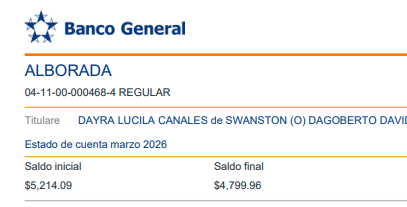 Banco General
ALBORADA
04-11-00-000468-4 REGULAR
Titulare DAYRA LUCILA CANALES de SWANSTON (O) DAGOBERTO DAVID
Estado de cuenta marzo 2026
Saldo inicial Saldo final
$5,214.09 $4,799.96